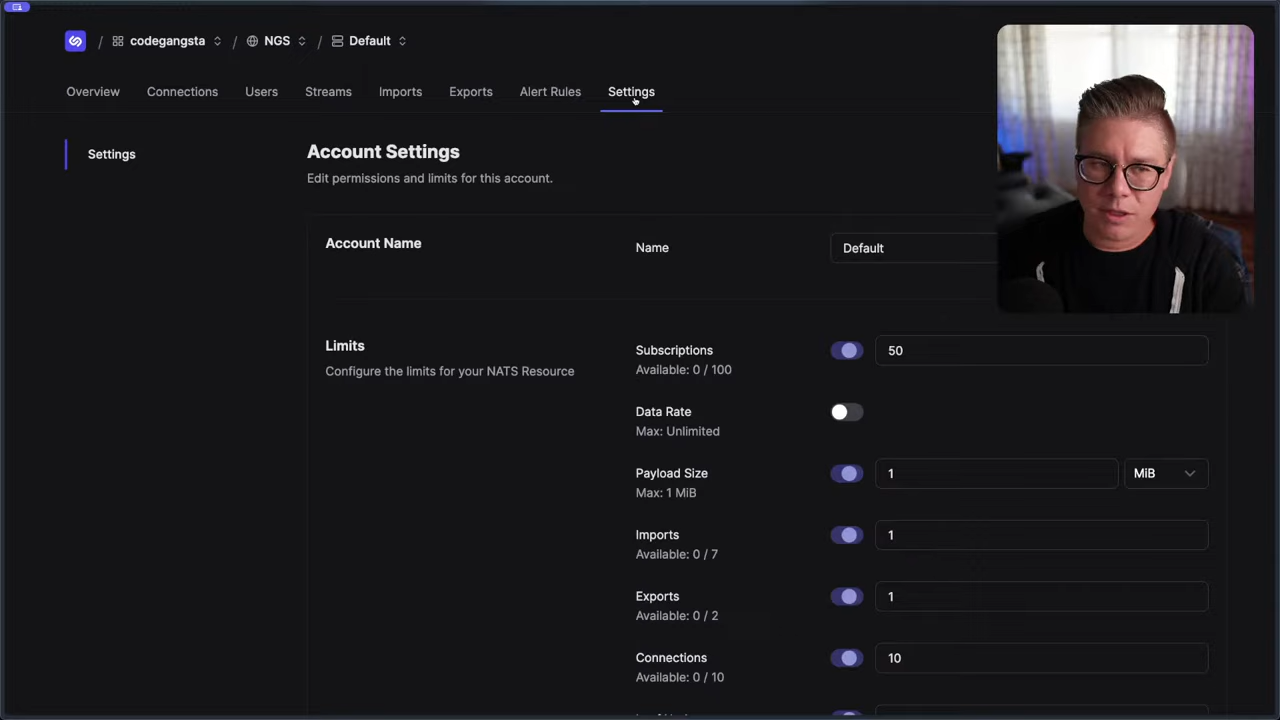 / codegangsta / NGS / Default
Overview Connections Users Streams Imports Exports Alert Rules Settings
Settings
Account Settings
Edit permissions and limits for this account.
Account Name
Name
Default
Limits
Configure the limits for your NATS Resource
Subscriptions
Available: 0 / 100
50
Data Rate
Max: Unlimited
Payload Size
Max: 1 MiB
1
MiB
Imports
Available: 0 / 7
1
Exports
Available: 0 / 2
1
Connections
Available: 0 / 10
10